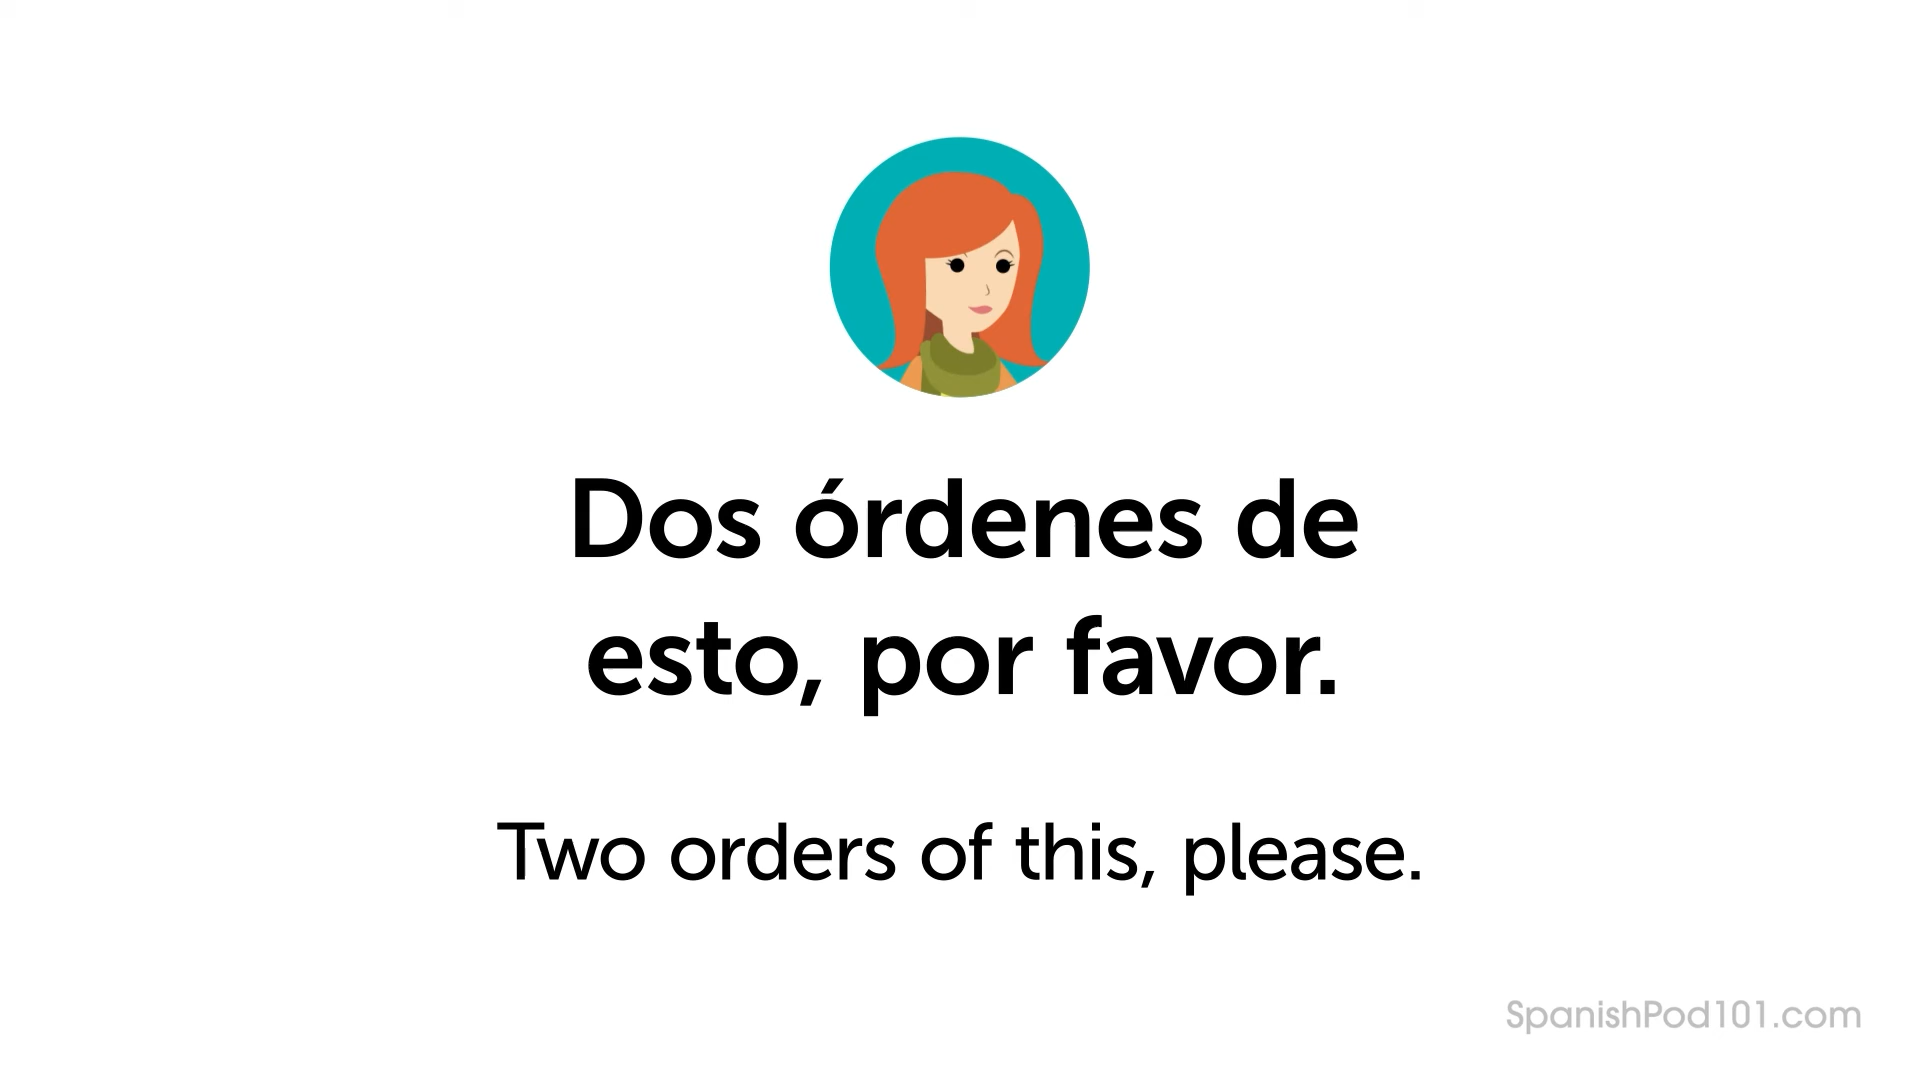 Dos órdenes de
esto, por favor.
Two orders of this, please.
SpanishPod101.com